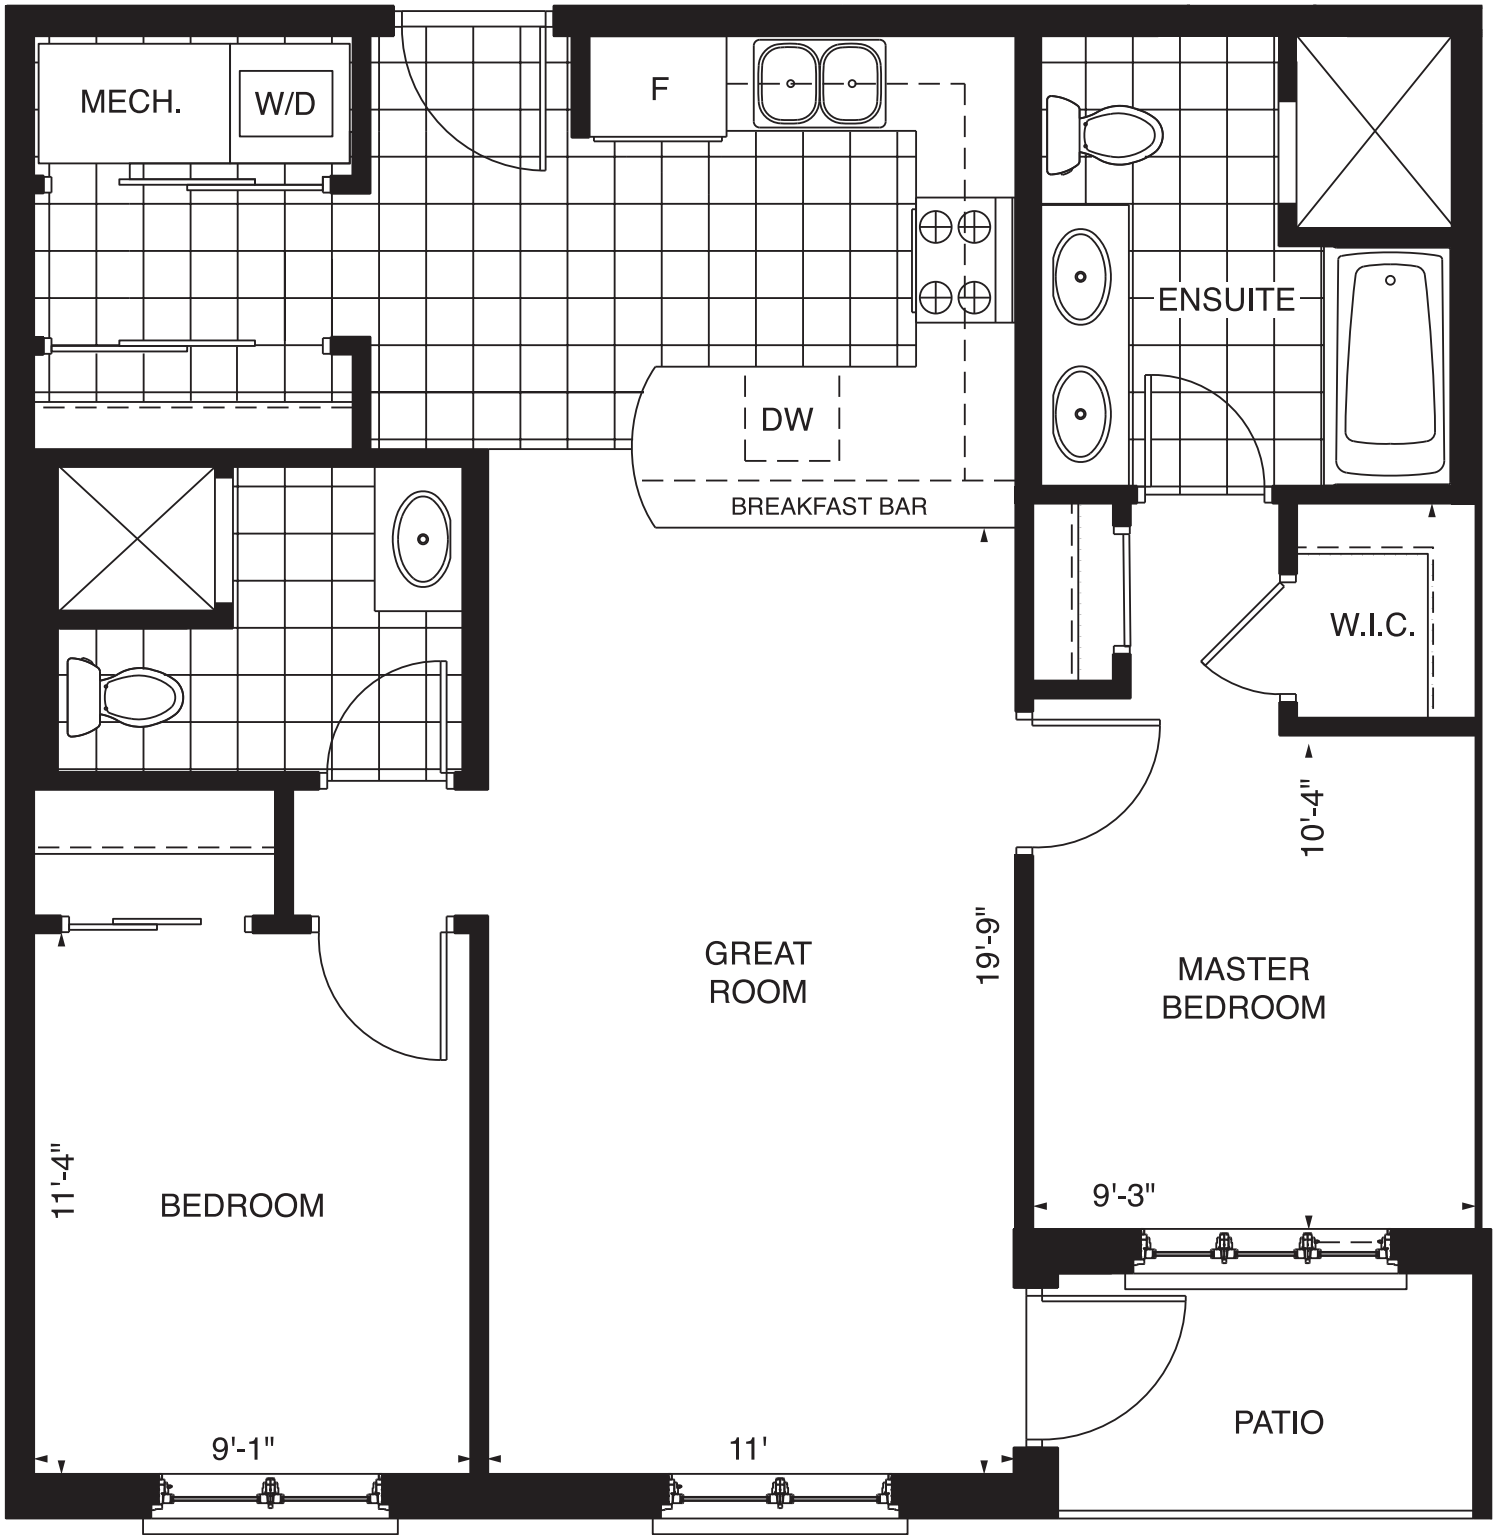 MECH.
W/D
F
ENSUITE
DW
BREAKFAST BAR
W.I.C.
10'-4"
GREAT
ROOM
19'-9"
MASTER
BEDROOM
11'-4"
BEDROOM
9'-3"
9'-1"
11'
PATIO